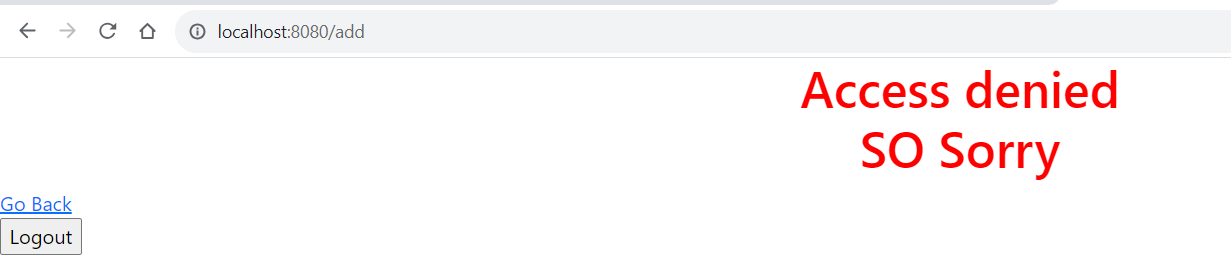 localhost:8080/add
Access denied
SO Sorry
Go Back
Logout